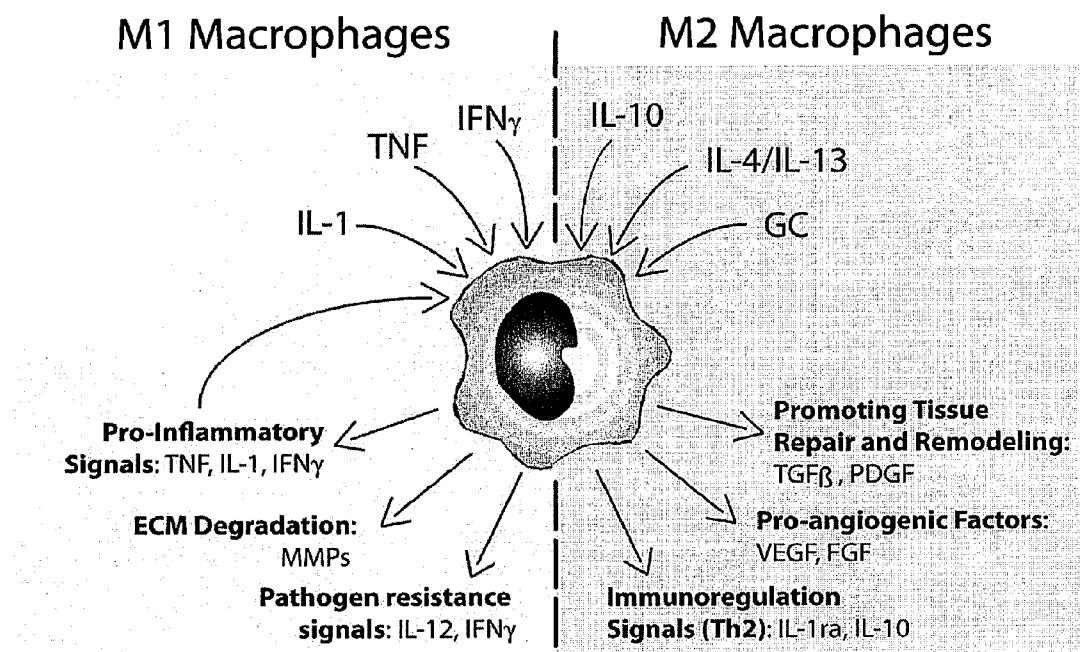 M1 Macrophages
M2 Macrophages
IFNγ
IL-10
TNF
IL-4/IL-13
IL-1
GC
Pro-Inflammatory
Signals: TNF, IL-1, IFNγ
ECM Degradation:
MMPs
Pathogen resistance
signals: IL-12, IFNγ
Promoting Tissue
Repair and Remodeling:
TGFβ, PDGF
Pro-angiogenic Factors:
VEGF, FGF
Immunoregulation
Signals (Th2): IL-1ra, IL-10